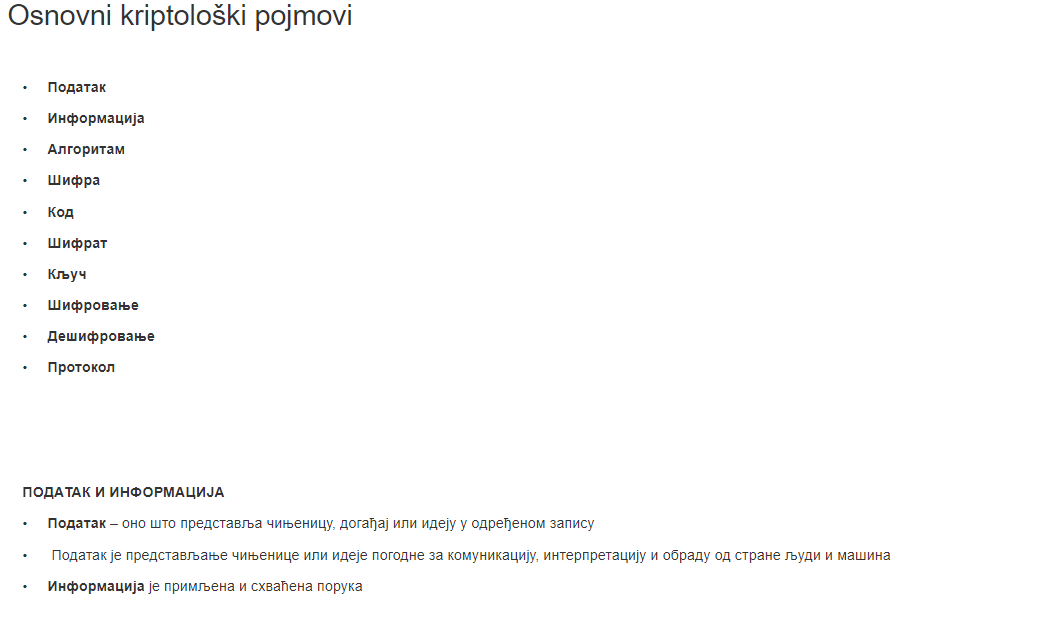 Osnovni kriptološki pojmovi
• Податак
• Информација
• Алгоритам
• Шифра
• Код
• Шифрат
• Кључ
• Шифровање
• Дешифровање
• Протокол
ПОДАТАК И ИНФОРМАЦИЈА
• Податак – оно што представља чињеницу, догађај или идеју у одређеном запису
• Податак је представљање чињенице или идеје погодне за комуникацију, интерпретацију и обраду од стране људи и машина
• Информација је примљена и схваћена порука